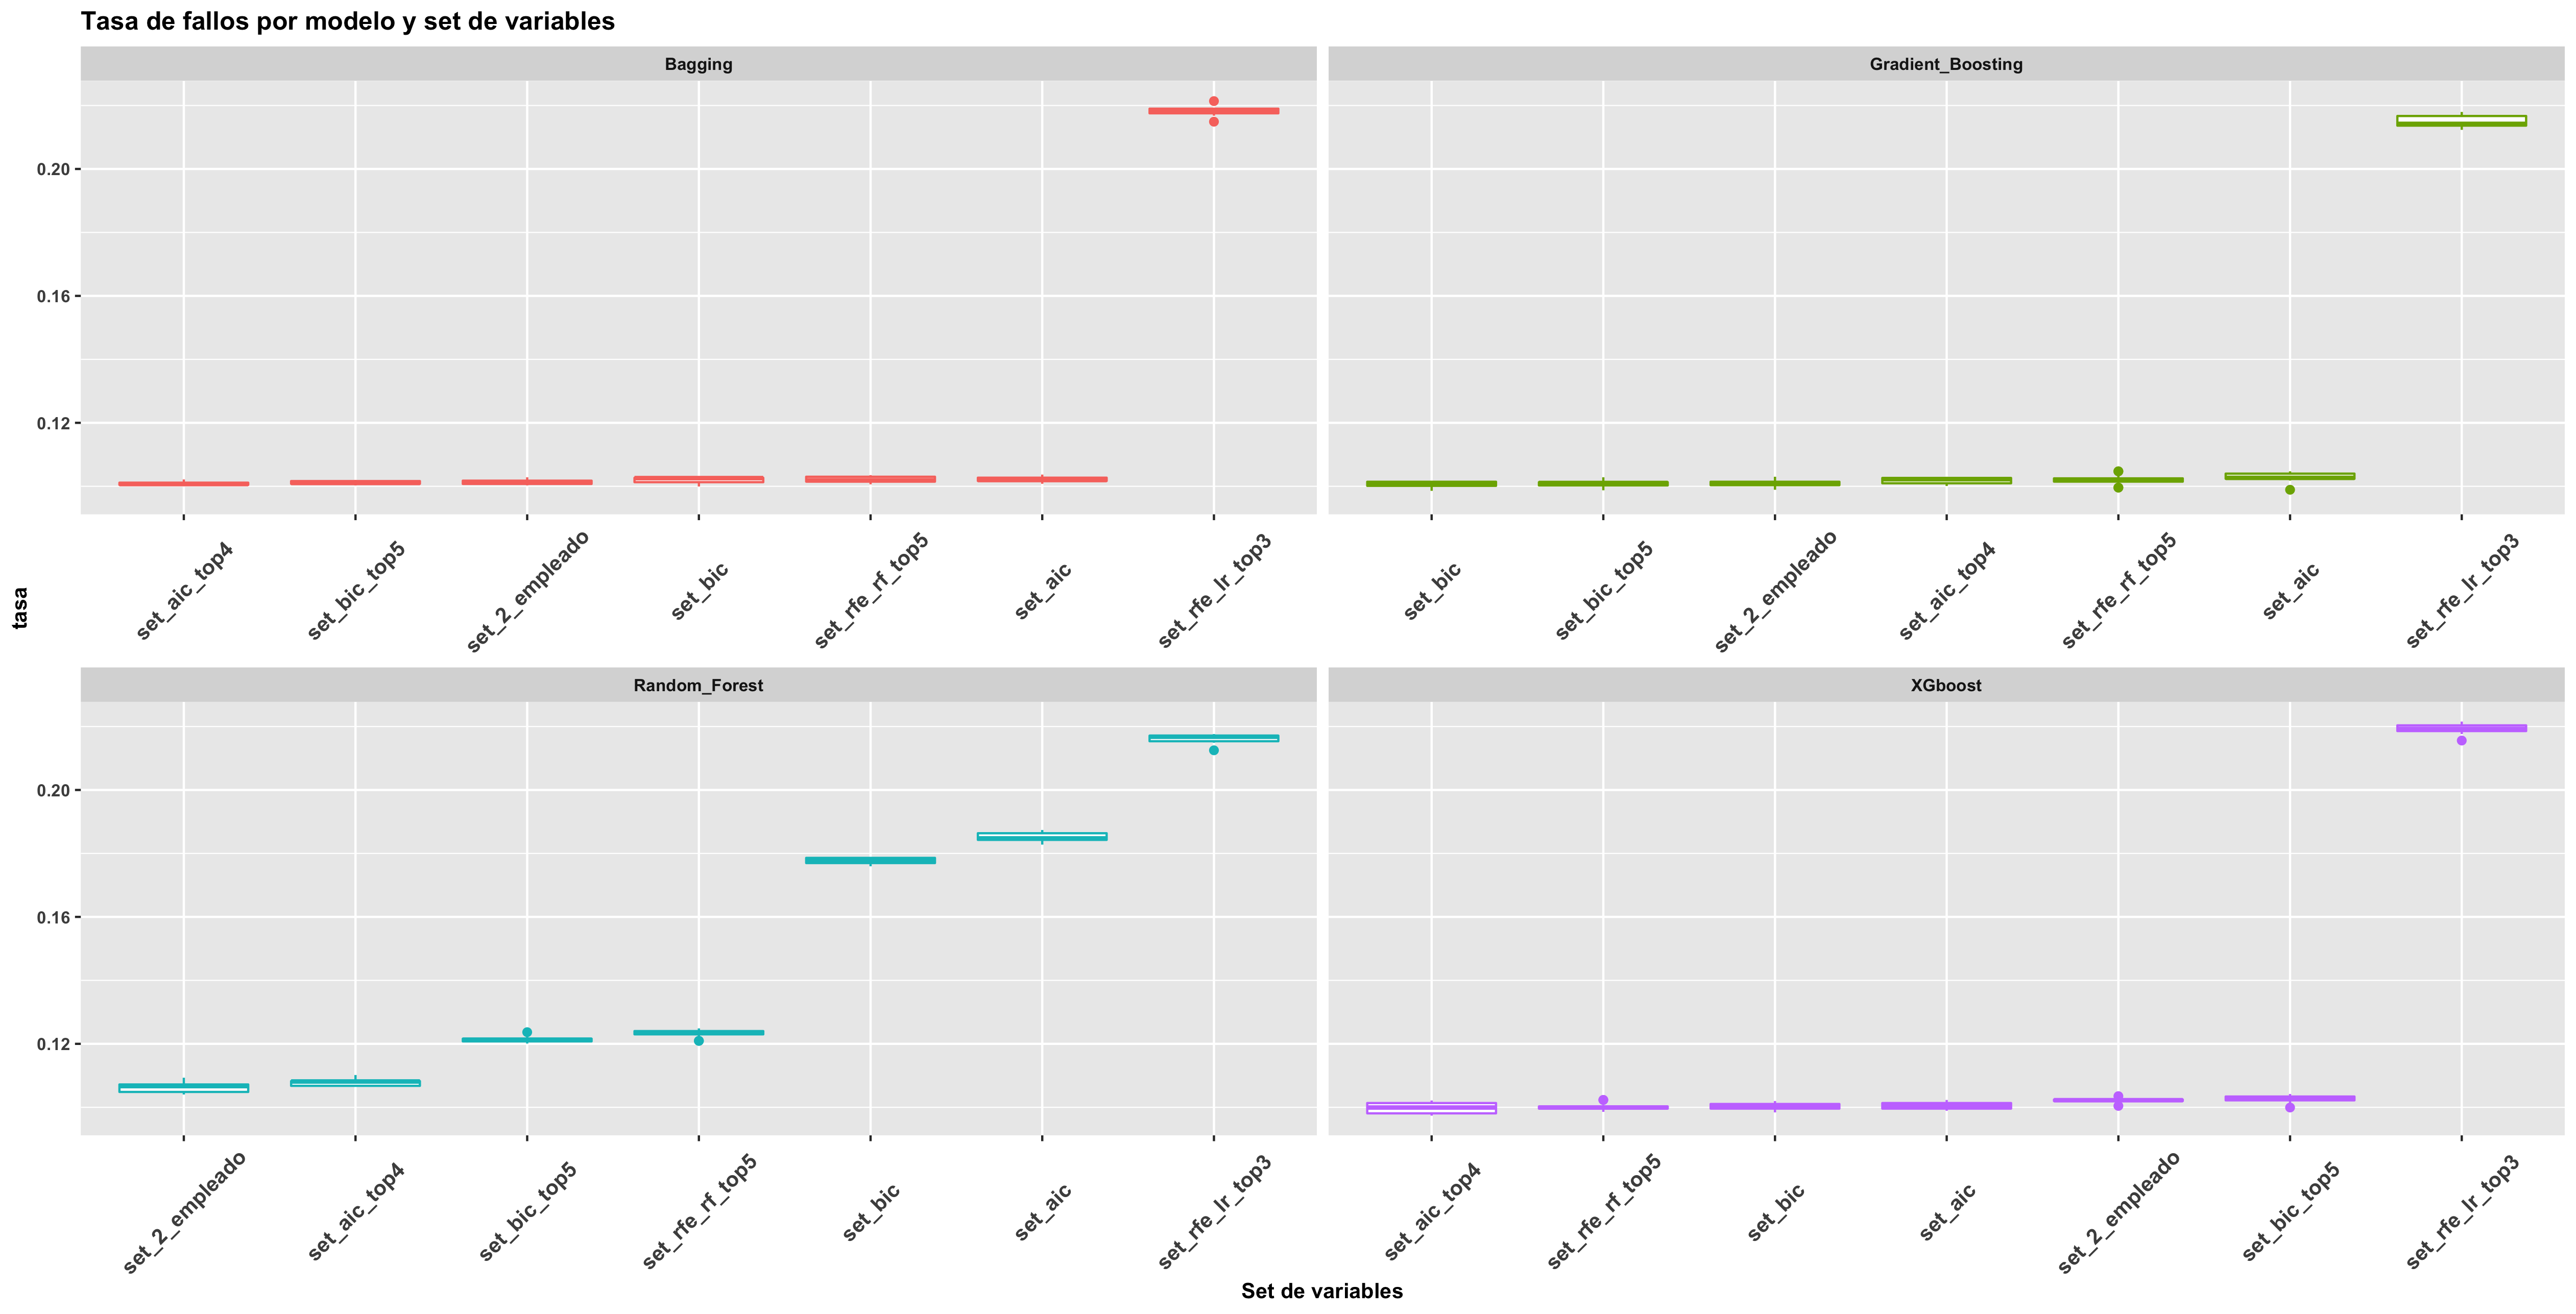 Tasa de fallos por modelo y set de variables
Bagging
Gradient_Boosting
0.20
0.16
0.12
set_aic_top4
set_bic_top5
set_2_empleado
set_bic
set_rfe_rf_top5
set_aic
set_rfe_lr_top3
set_bic
set_bic_top5
set_2_empleado
set_aic_top4
set_rfe_rf_top5
set_aic
set_rfe_lr_top3
tasa
Random_Forest
XGboost
0.20
0.16
0.12
set_2_empleado
set_aic_top4
set_bic_top5
set_rfe_rf_top5
set_bic
set_aic
set_rfe_lr_top3
set_aic_top4
set_rfe_rf_top5
set_bic
set_aic
set_2_empleado
set_bic_top5
set_rfe_lr_top3
Set de variables